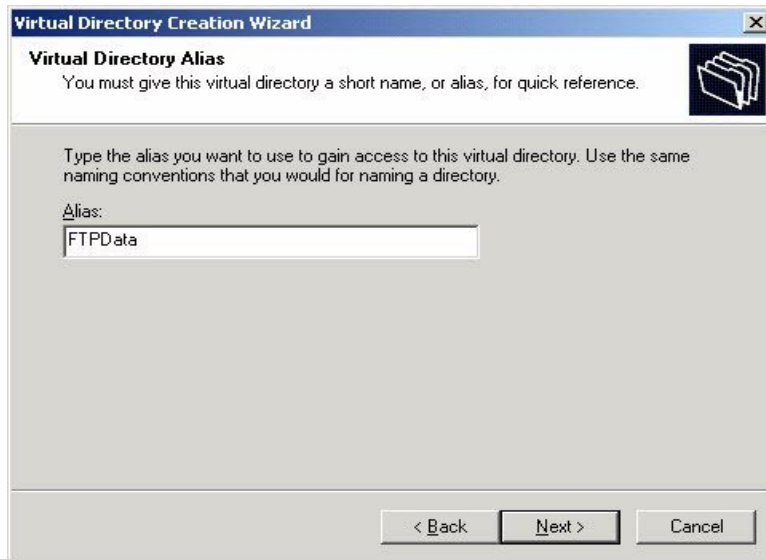 Virtual Directory Creation Wizard
Virtual Directory Alias
You must give this virtual directory a short name, or alias, for quick reference.
Type the alias you want to use to gain access to this virtual directory. Use the same
naming conventions that you would for naming a directory.
Alias:
FTPData
< Back Next > Cancel